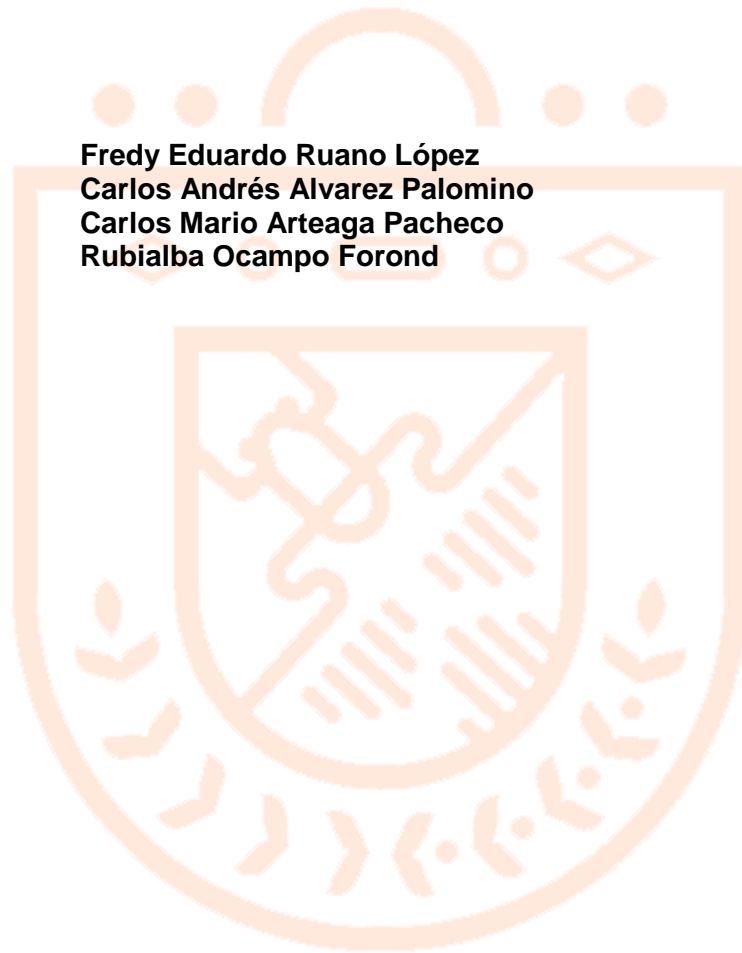 Fredy Eduardo Ruano López
Carlos Andrés Alvarez Palomino
Carlos Mario Arteaga Pacheco
Rubialba Ocampo Forond